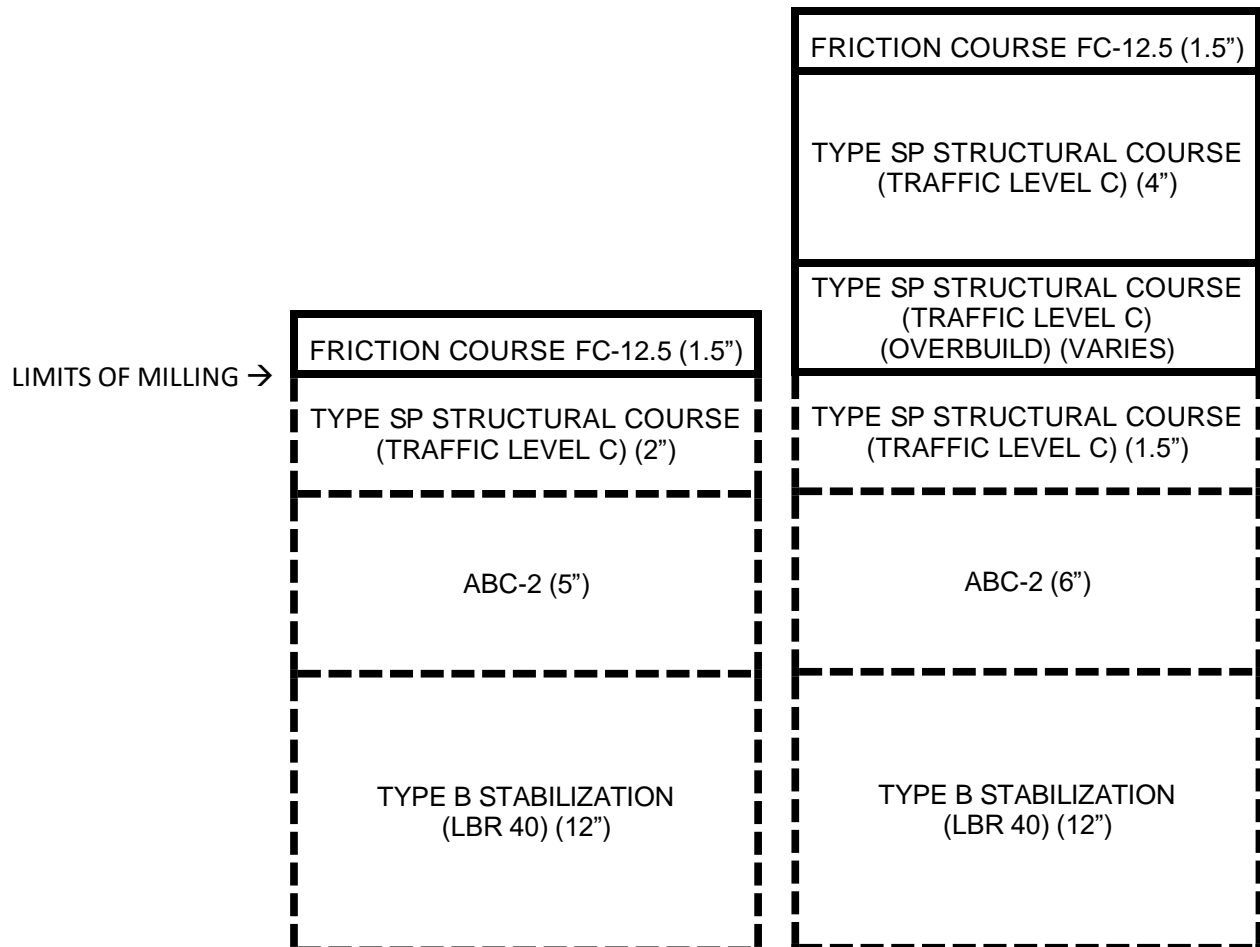 FRICTION COURSE FC-12.5 (1.5”)
TYPE SP STRUCTURAL COURSE
(TRAFFIC LEVEL C) (4”)
TYPE SP STRUCTURAL COURSE
(TRAFFIC LEVEL C)
(OVERBUILD) (VARIES)
FRICTION COURSE FC-12.5 (1.5”)
LIMITS OF MILLING →
TYPE SP STRUCTURAL COURSE
(TRAFFIC LEVEL C) (2”)
TYPE SP STRUCTURAL COURSE
(TRAFFIC LEVEL C) (1.5”)
ABC-2 (5”)
ABC-2 (6”)
TYPE B STABILIZATION
(LBR 40) (12”)
TYPE B STABILIZATION
(LBR 40) (12”)